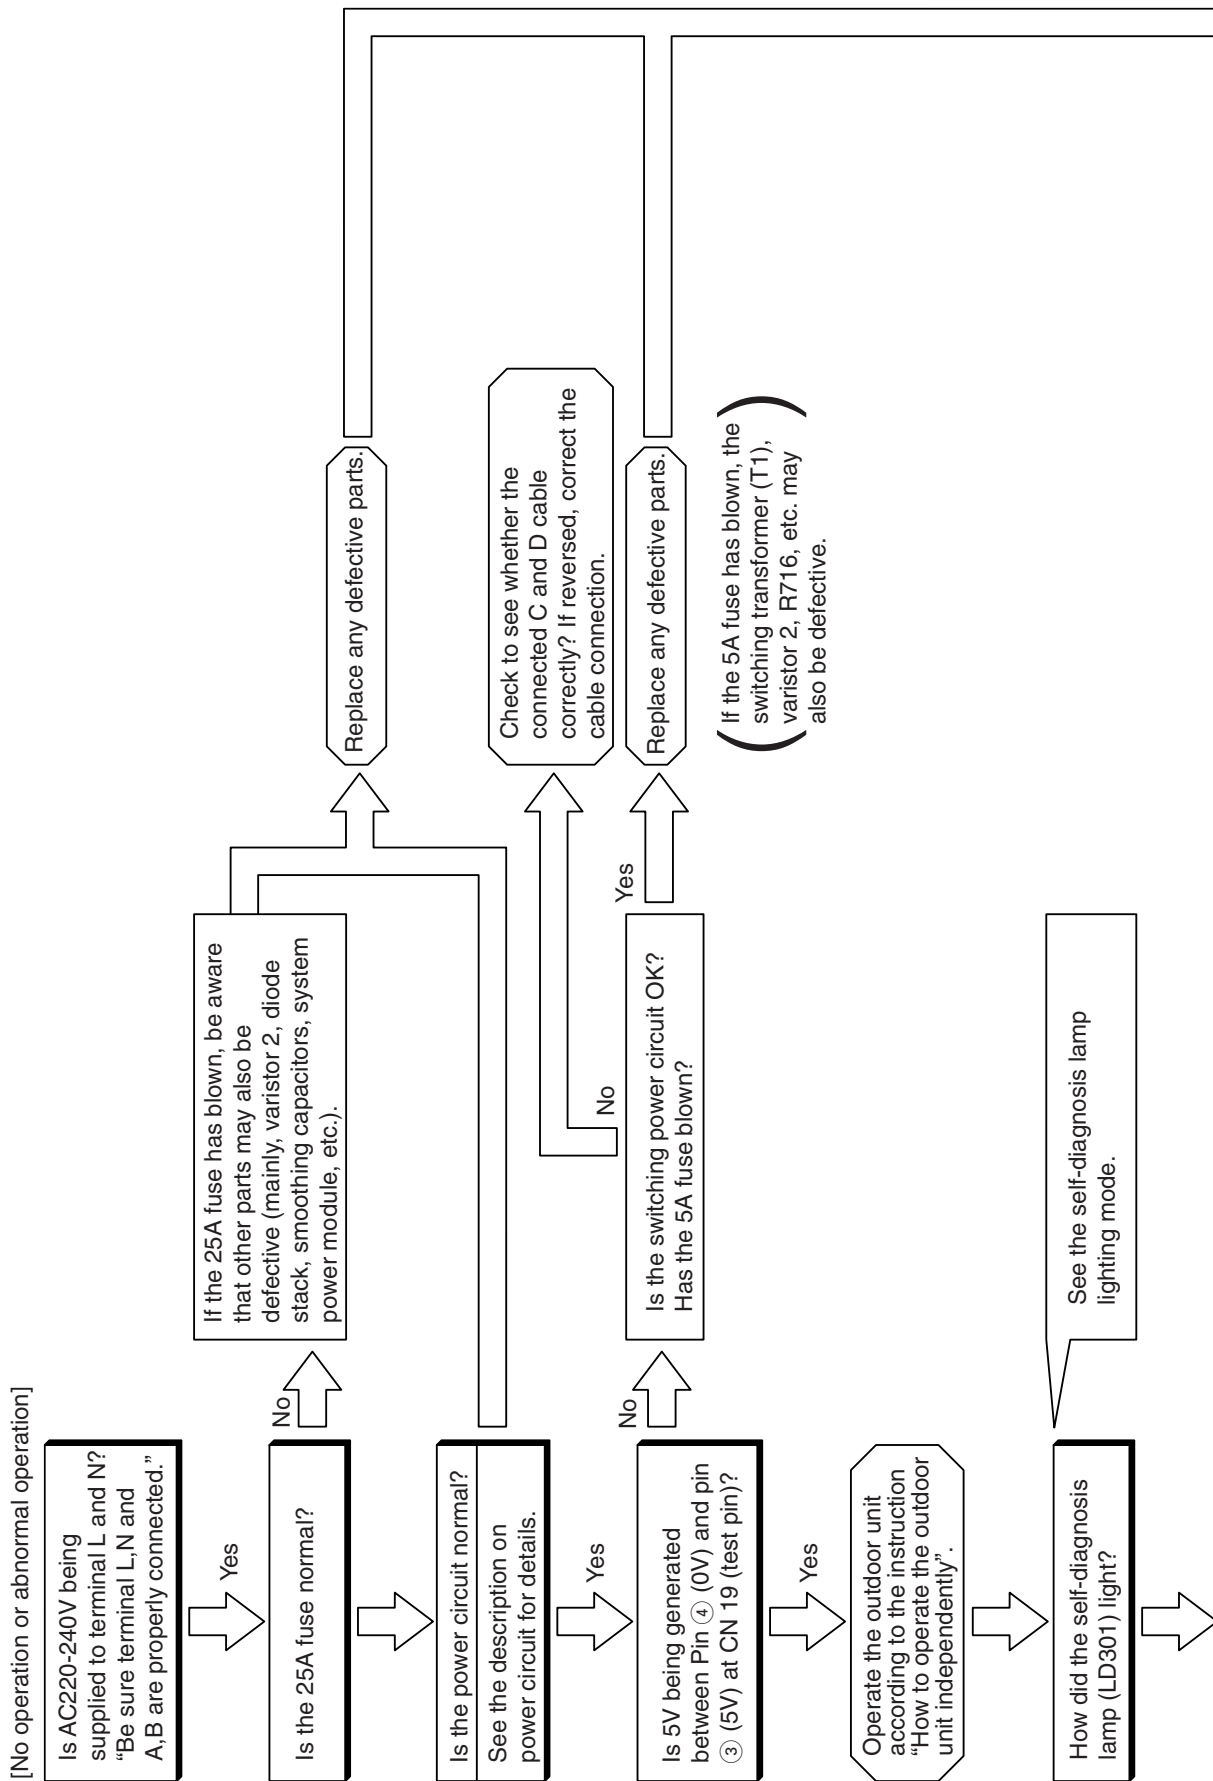 [No operation or abnormal operation]
Is AC220-240V being
supplied to terminal L and N?
“Be sure terminal L,N and
A,B are properly connected.”
Yes
Is the 25A fuse normal?
No
If the 25A fuse has blown, be aware
that other parts may also be
defective (mainly, varistor 2, diode
stack, smoothing capacitors, system
power module, etc.).
Replace any defective parts.
Is the power circuit normal?
See the description on
power circuit for details.
Yes
Is 5V being generated
between Pin ④ (0V) and pin
③ (5V) at CN 19 (test pin)?
No
Is the switching power circuit OK?
Has the 5A fuse blown?
No
Check to see whether the
connected C and D cable
correctly? If reversed, correct the
cable connection.
Yes
Replace any defective parts.
(If the 5A fuse has blown, the
switching transformer (T1),
varistor 2, R716, etc. may
also be defective.)
Yes
Operate the outdoor unit
according to the instruction
“How to operate the outdoor
unit independently”.
How did the self-diagnosis
lamp (LD301) light?
See the self-diagnosis lamp
lighting mode.